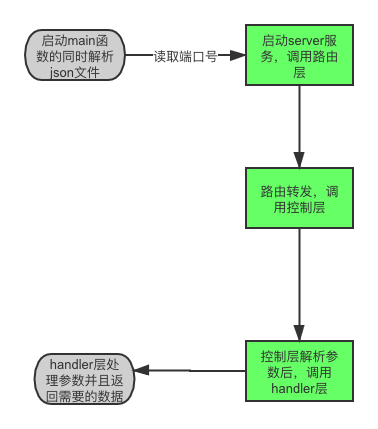 启动main函
数的同时解析
json文件
读取端口号
启动server服
务，调用路由
层
路由转发，调
用控制层
控制层解析参
数后，调用
handler层
handler层处
理参数并且返
回需要的数据